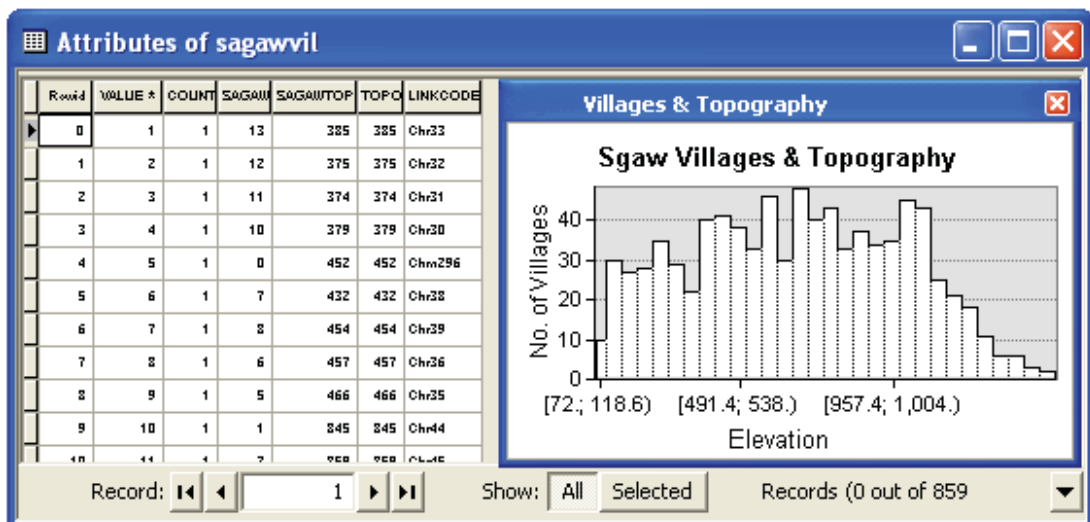 Attributes of sagawvil
Rowid VALUE * COUNT SAGAW SAGAWTOP TOPO LINKCODE
0 1 1 13 385 385 Chr33
1 2 1 12 375 375 Chr32
2 3 1 11 374 374 Chr31
3 4 1 10 379 379 Chr30
4 5 1 0 452 452 Chm296
5 6 1 7 432 432 Chr38
6 7 1 8 454 454 Chr39
7 8 1 6 457 457 Chr36
8 9 1 5 466 466 Chr35
9 10 1 1 845 845 Chr44
10 11 1
Villages & Topography
Sgaw Villages & Topography
No. of Villages
40
30
20
10
0
[72.; 118.6) [491.4; 538.) [957.4; 1,004.)
Elevation
Record: 1 Show: All Selected Records (0 out of 859